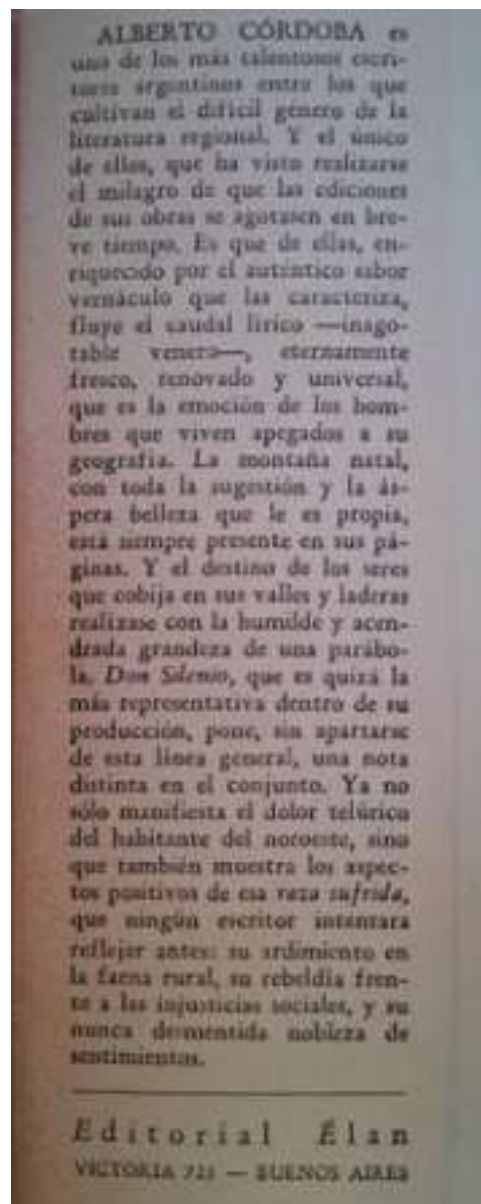 ALBERTO CÓRDOBA es
uno de los más talentosos escri-
tores argentinos entre los que
cultivan el difícil género de la
literatura regional. Y el único
de ellos, que ha visto realizarse
el milagro de que las ediciones
de sus obras se agotasen en bre-
ve tiempo. Es que de ellas, en-
riquecido por el auténtico sabor
vernáculo que las caracteriza,
fluye el caudal lírico —inago-
table venero—, eternamente
fresco, renovado y universal,
que es la emoción de los hom-
bres que viven apegados a su
geografía. La montaña natal,
con toda la sugestión y la ás-
pera belleza que le es propia,
está siempre presente en sus pá-
ginas. Y el destino de los seres
que cobija en sus valles y laderas
realízase con la humilde y acen-
drada grandeza de una parábo-
la. Don Silenio, que es quizá la
más representativa dentro de su
producción, pone, sin apartarse
de esta línea general, una nota
distinta en el conjunto. Ya no
sólo manifiesta el dolor telúrico
del habitante del noroeste, sino
que también muestra los aspec-
tos positivos de esa raza sufrida,
que ningún escritor intentara
reflejar antes: su ardimiento en
la faena rural, su rebeldía fren-
te a las injusticias sociales, y su
nunca desmentida nobleza de
sentimientos.
Editorial Élan
VICTORIA 723 — BUENOS AIRES